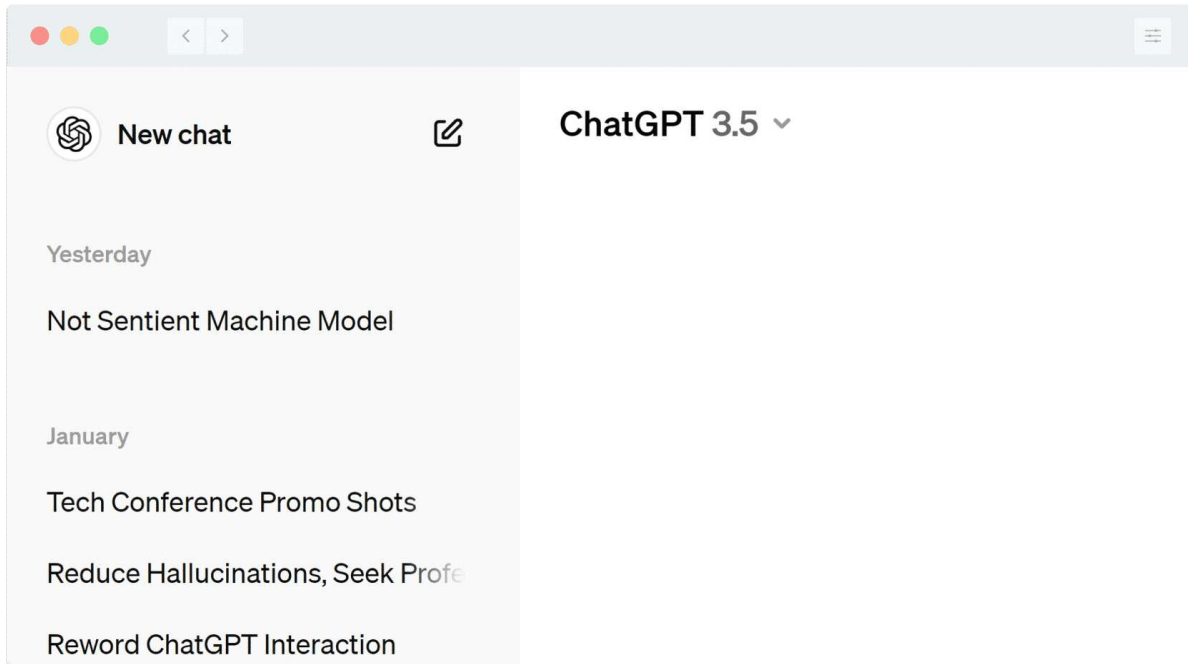 New chat
ChatGPT 3.5
Yesterday
Not Sentient Machine Model
January
Tech Conference Promo Shots
Reduce Hallucinations, Seek Profe
Reword ChatGPT Interaction